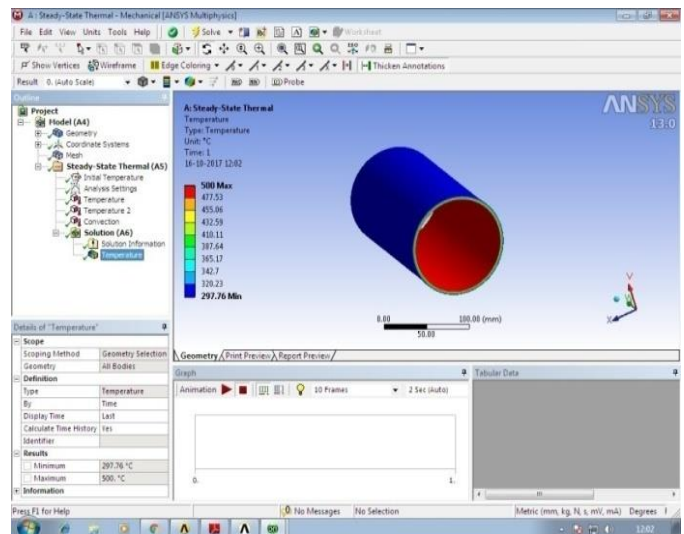 A : Steady-State Thermal - Mechanical [ANSYS Multiphysics]
File Edit View Units Tools Help Solve Worksheet
Show Vertices Wireframe Edge Coloring Thicken Annotations
Result 0. (Auto Scale) Probe
Outline
Project
Model (A4)
Geometry
Coordinate Systems
Mesh
Steady-State Thermal (A5)
Initial Temperature
Analysis Settings
Temperature
Temperature 2
Convection
Solution (A6)
Solution Information
Temperature
A: Steady-State Thermal
Temperature
Type: Temperature
Unit: °C
Time: 1
16-10-2017 12:02
500 Max
477.53
455.06
432.59
410.11
387.64
365.17
342.7
320.23
297.76 Min
ANSYS
13.0
Y
X
0.00 100.00 (mm)
50.00
Geometry Print Preview Report Preview
Details of "Temperature"
Scope
Scoping Method Geometry Selection
Geometry All Bodies
Definition
Type Temperature
By Time
Display Time Last
Calculate Time History Yes
Identifier
Results
Minimum 297.76 °C
Maximum 500. °C
Information
Graph
Animation 10 Frames 2 Sec (Auto)
0. 1.
Tabular Data
Press F1 for Help No Messages No Selection Metric (mm, kg, N, s, mV, mA) Degrees
12:02